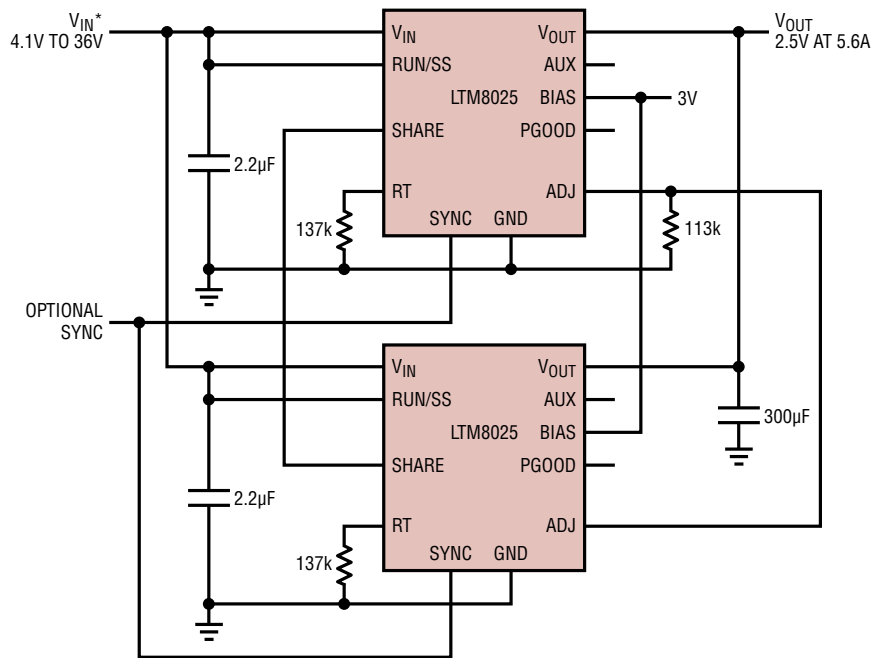 VIN*
4.1V TO 36V
VIN
VOUT
VOUT
2.5V AT 5.6A
RUN/SS
AUX
LTM8025
BIAS
3V
SHARE
PGOOD
2.2µF
RT
ADJ
137k
SYNC
GND
113k
OPTIONAL
SYNC
VIN
VOUT
RUN/SS
AUX
LTM8025
BIAS
300µF
SHARE
PGOOD
2.2µF
RT
ADJ
137k
SYNC
GND